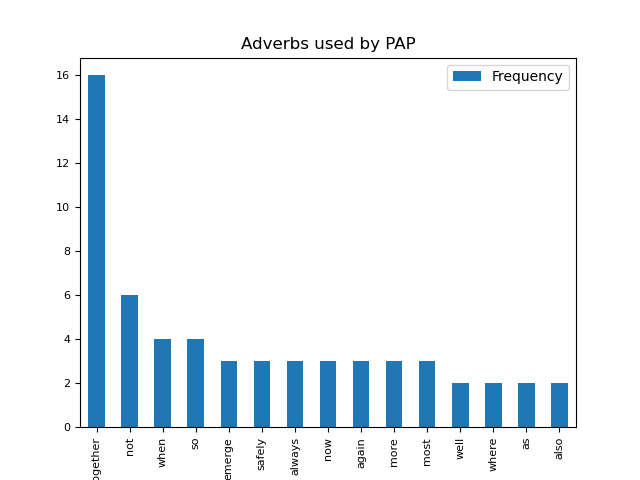 Adverbs used by PAP
Frequency
16
14
12
10
8
6
4
2
0
ogether
not
when
so
emerge
safely
always
now
again
more
most
well
where
as
also